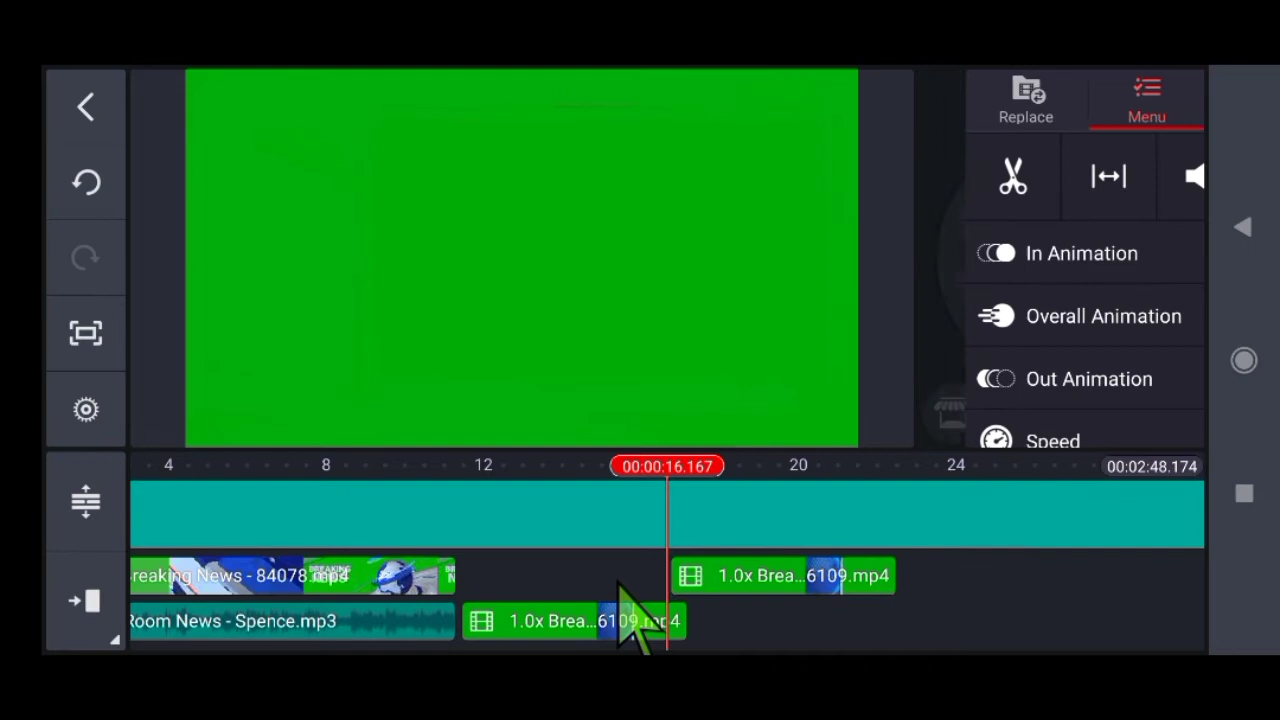 Replace
Menu
In Animation
Overall Animation
Out Animation
Speed
4
8
12
00:00:16.167
20
24
00:02:48.174
reaking News - 84078.mp4
BREAKING
1.0x Brea...6109.mp4
Room News - Spence.mp3
1.0x Brea...6109.mp4